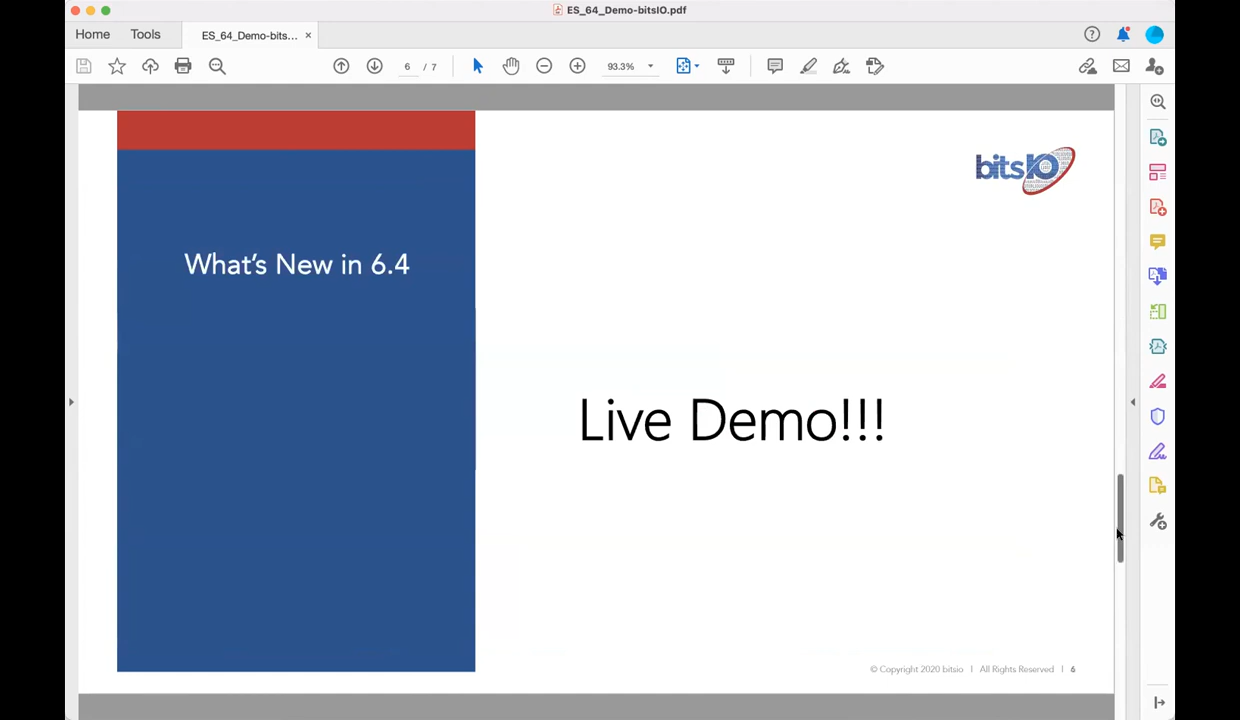 ES_64_Demo-bitsIO.pdf
Home
Tools
ES_64_Demo-bits...
6 / 7
93.3%
bitsIO
What's New in 6.4
Live Demo!!!
© Copyright 2020 bitsio | All Rights Reserved | 6